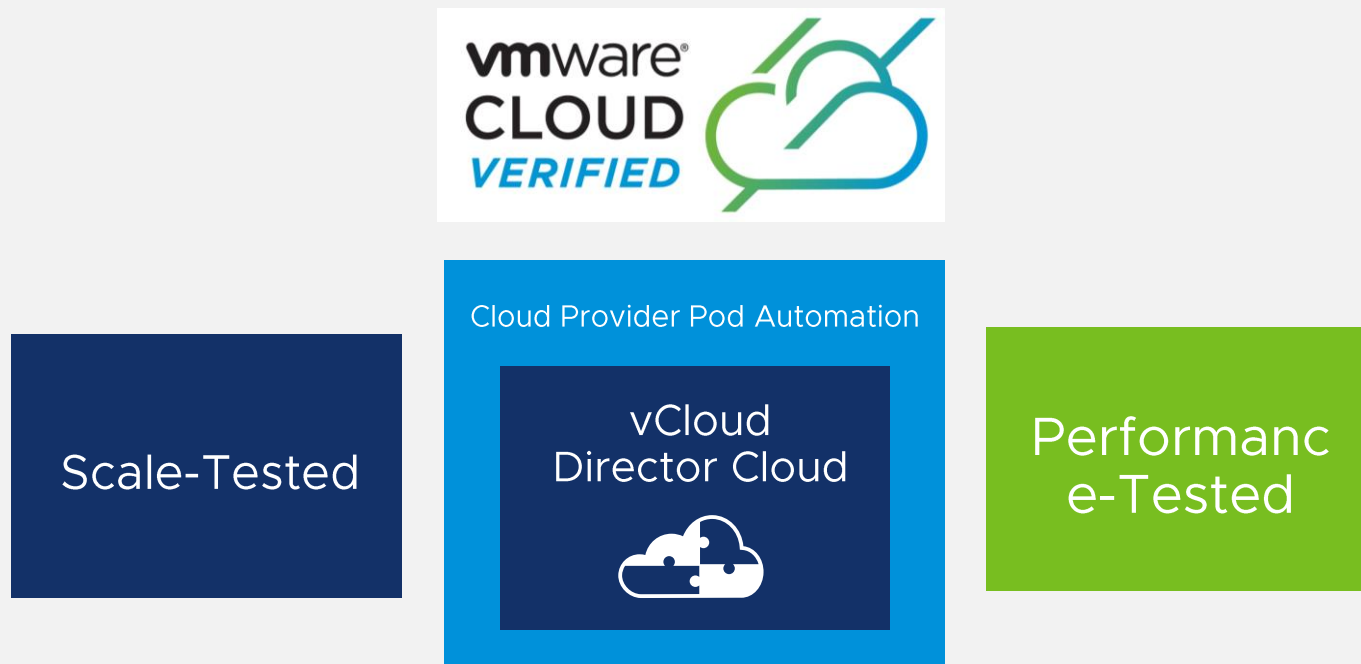 vmware®
CLOUD
VERIFIED
Cloud Provider Pod Automation
Scale-Tested
vCloud
Director Cloud
Performanc
e-Tested